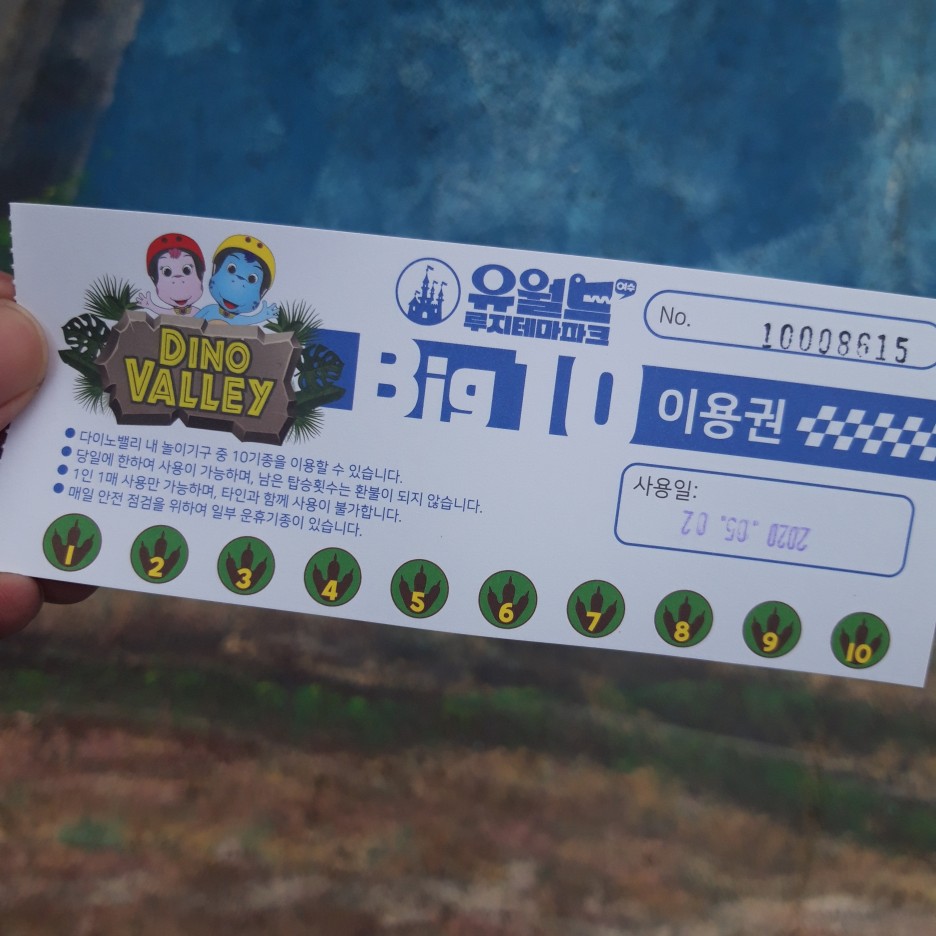 DINO
VALLEY
유월드 여수
루지테마파크
Big 10 이용권
No. 10008615
사용일:
2020.05.02
다이노밸리 내 놀이기구 중 10기종을 이용할 수 있습니다.
당일에 한하여 사용이 가능하며, 남은 탑승횟수는 환불이 되지 않습니다.
1인 1매 사용만 가능하며, 타인과 함께 사용이 불가합니다.
매일 안전 점검을 위하여 일부 운휴기종이 있습니다.
1 2 3 4 5 6 7 8 9 10